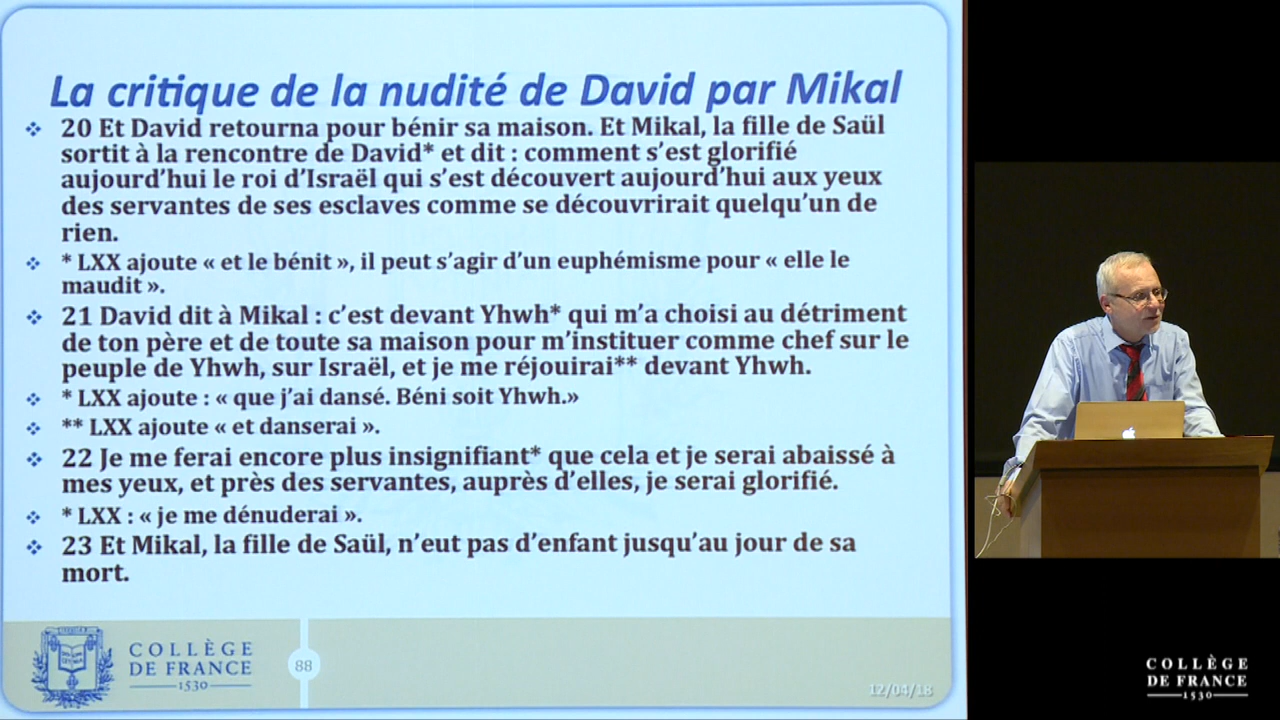 La critique de la nudité de David par Mikal
20 Et David retourna pour bénir sa maison. Et Mikal, la fille de Saül
sortit à la rencontre de David* et dit : comment s'est glorifié
aujourd'hui le roi d'Israël qui s'est découvert aujourd'hui aux yeux
des servantes de ses esclaves comme se découvrirait quelqu'un de
rien.
* LXX ajoute « et le bénit », il peut s'agir d'un euphémisme pour « elle le
maudit ».
21 David dit à Mikal : c'est devant Yhwh* qui m'a choisi au détriment
de ton père et de toute sa maison pour m'instituer comme chef sur le
peuple de Yhwh, sur Israël, et je me réjouirai** devant Yhwh.
* LXX ajoute : « que j'ai dansé. Béni soit Yhwh.»
** LXX ajoute « et danserai ».
22 Je me ferai encore plus insignifiant* que cela et je serai abaissé à
mes yeux, et près des servantes, auprès d'elles, je serai glorifié.
* LXX : « je me dénuderai ».
23 Et Mikal, la fille de Saül, n'eut pas d'enfant jusqu'au jour de sa
mort.
COLLÈGE
DE FRANCE
1530
88
12/04/18
COLLÈGE
DE FRANCE
1530